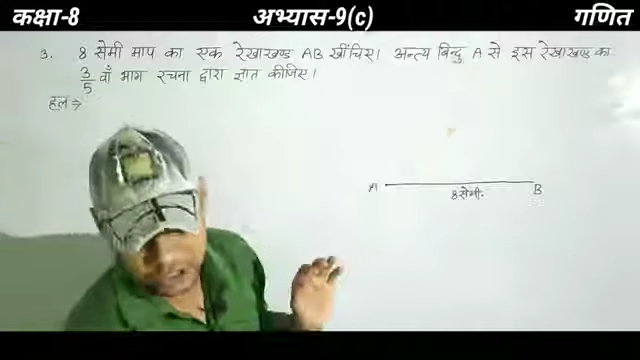 कक्षा-8 अभ्यास-9(c) गणित
3. 8 सेमी माप का एक रेखाखण्ड AB खींचिए। अन्त्य बिन्दु A से इस रेखाखण्ड का
3/5 वाँ भाग रचना द्वारा ज्ञात कीजिए।
हल ⇒
A B
8 सेमी.